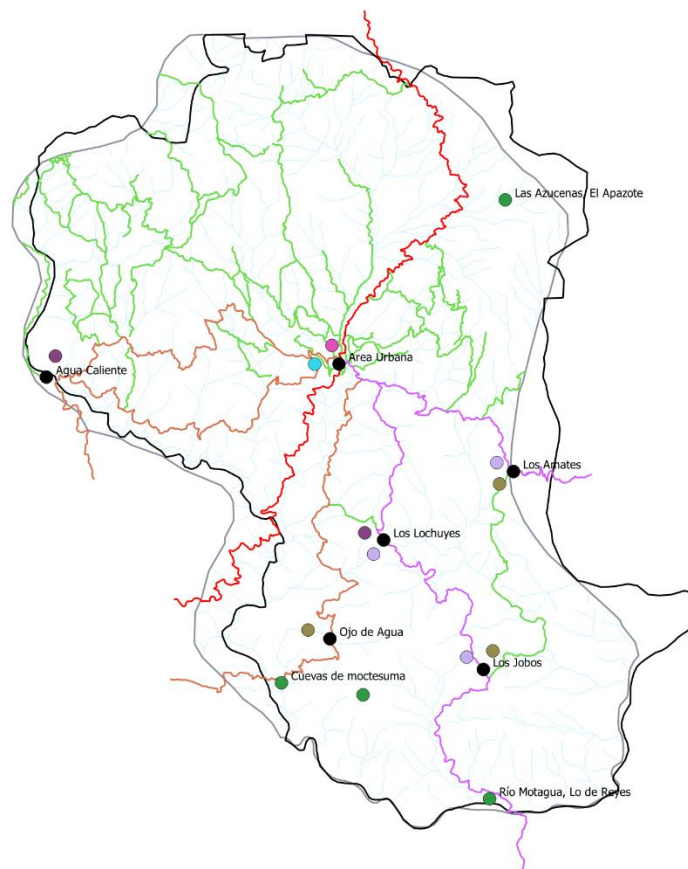 Las Azucenas, El Apazote
Area Urbana
Agua Caliente
Los Amates
Los Lochuyes
Ojo de Agua
Los Jobos
Cuevas de moctesuma
Río Motagua, Lo de Reyes